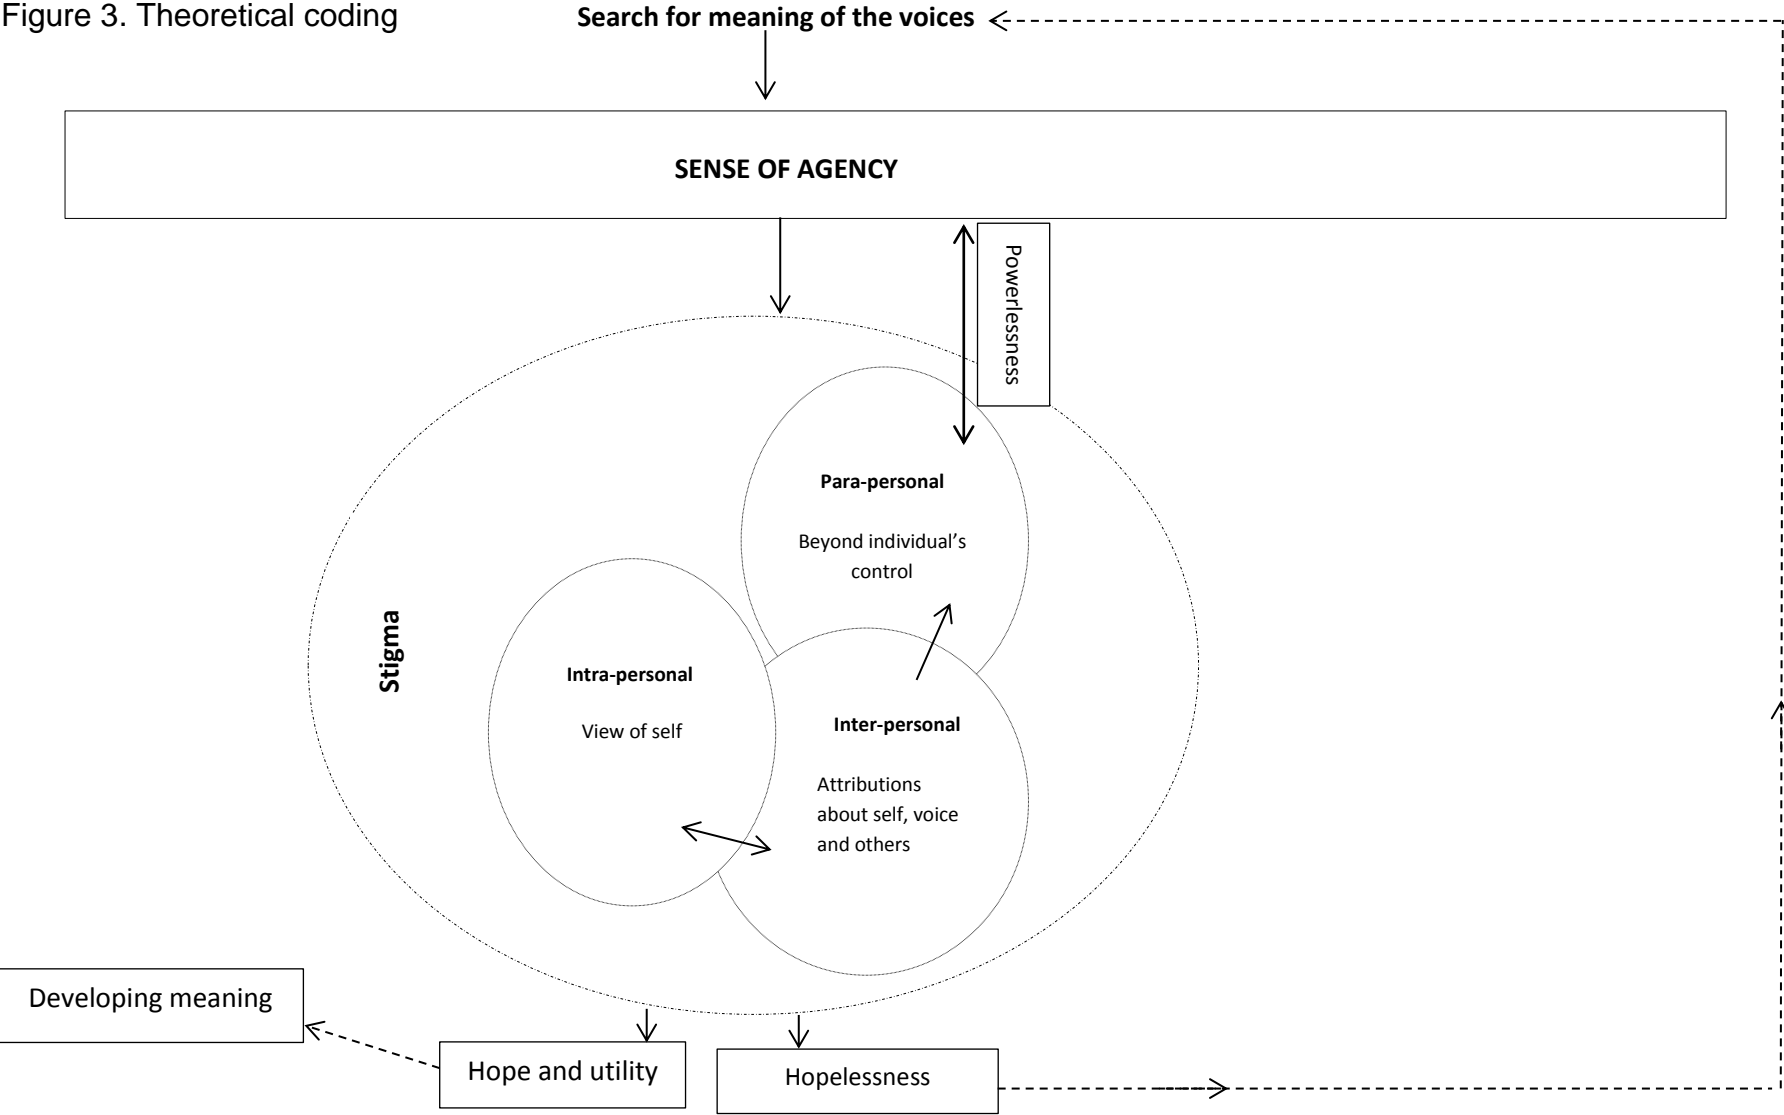 Figure 3. Theoretical coding
Search for meaning of the voices
SENSE OF AGENCY
Powerlessness
Para-personal
Beyond individual’s
control
Stigma
Intra-personal
View of self
Inter-personal
Attributions
about self, voice
and others
Developing meaning
Hope and utility
Hopelessness